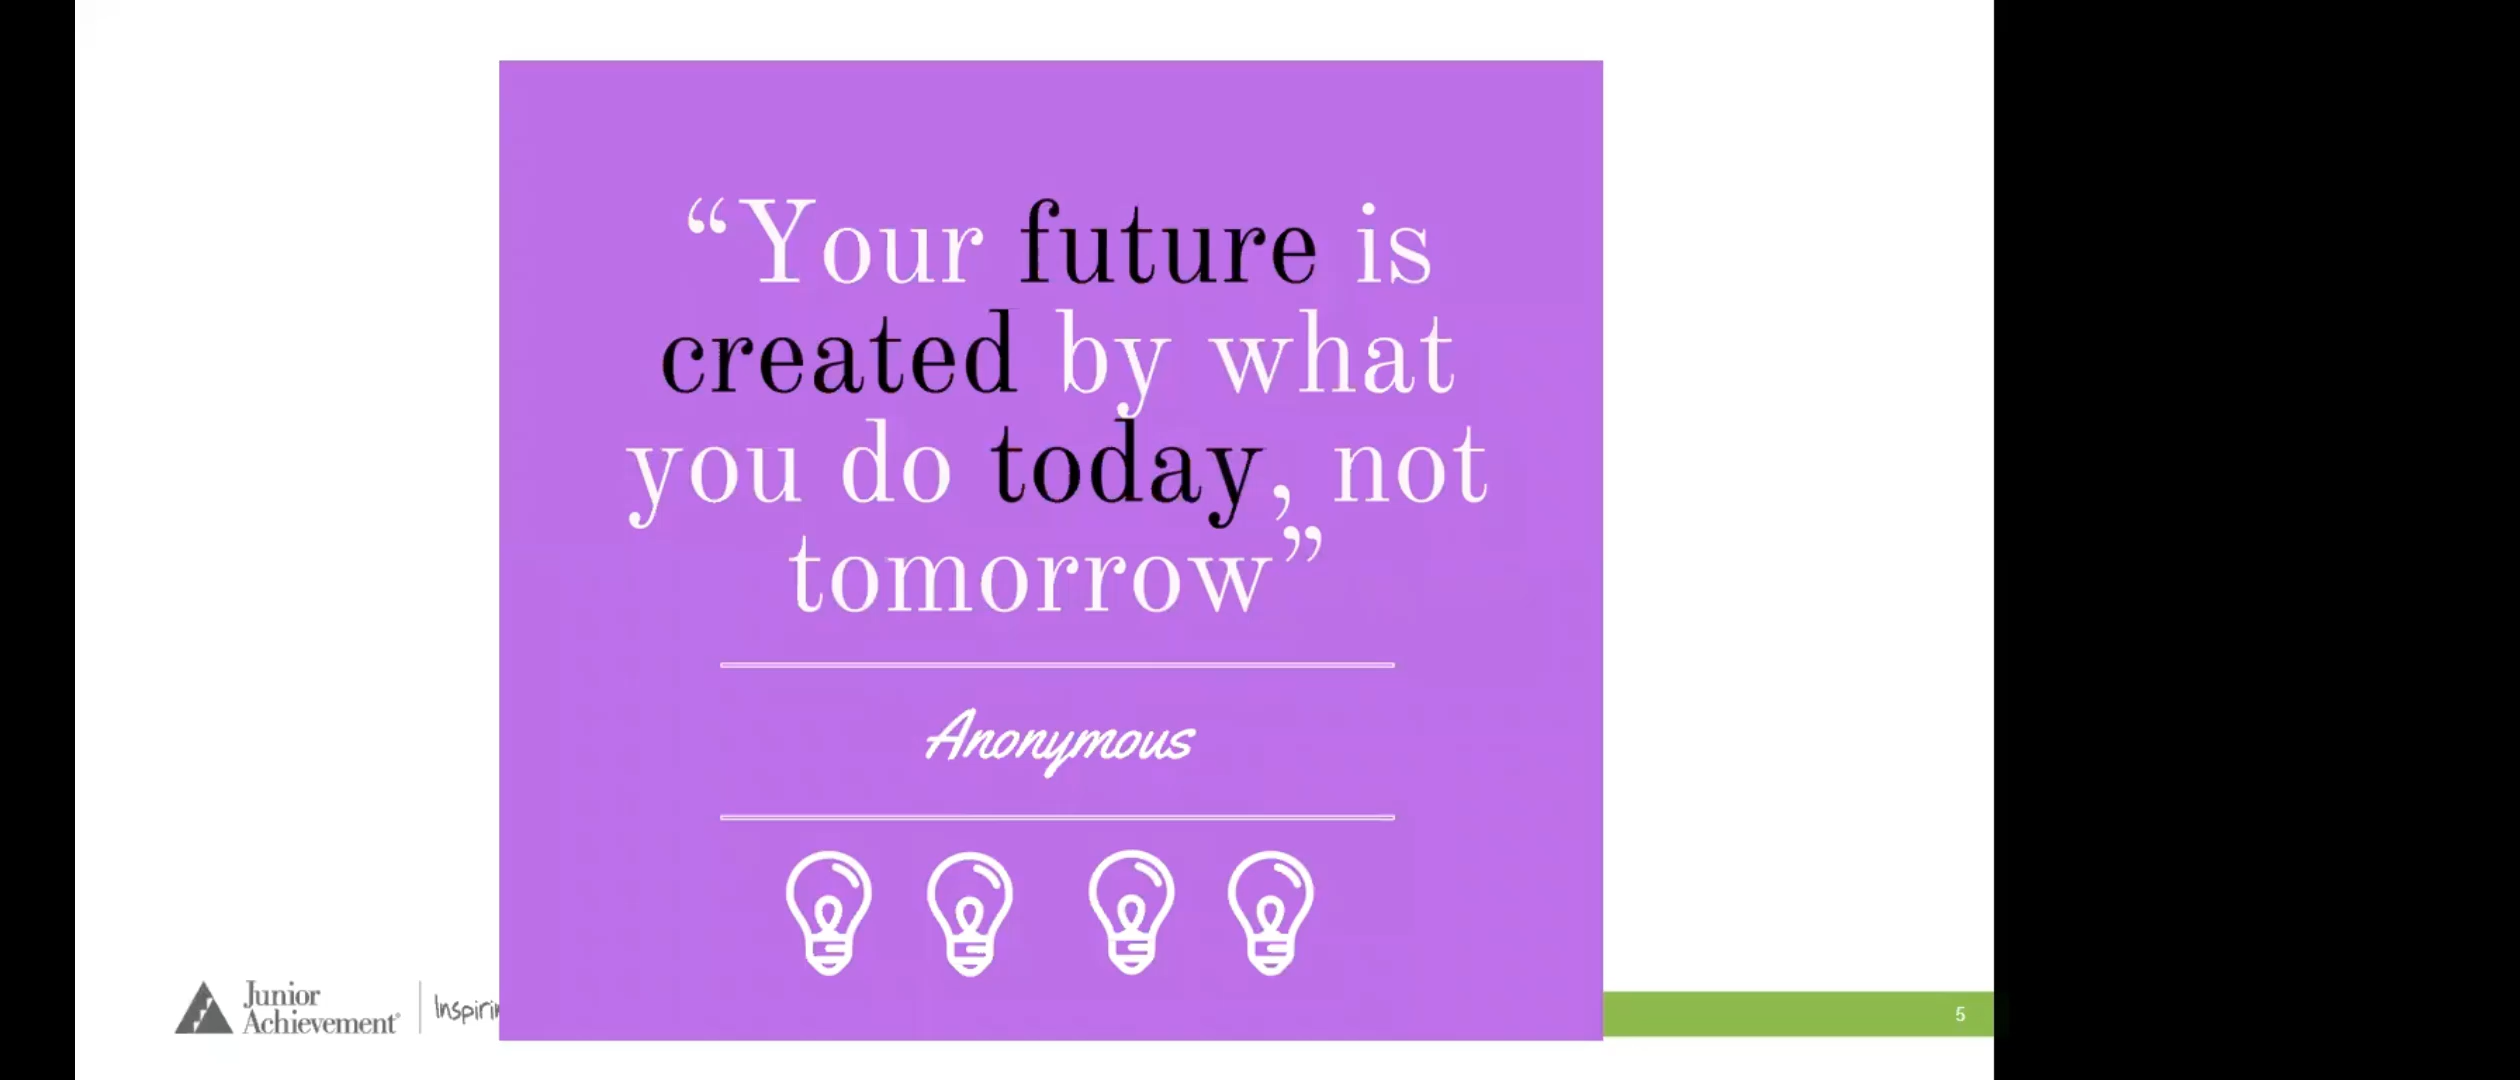 “Your future is
created by what
you do today, not
tomorrow”
Anonymous
Junior
Achievement®
5